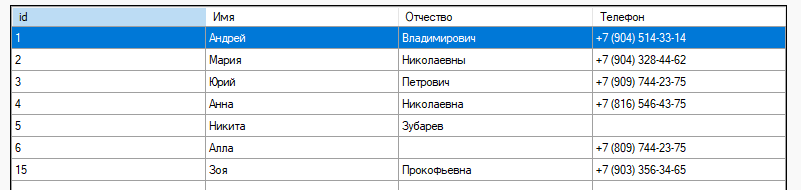 id Имя Отчество Телефон
1 Андрей Владимирович +7 (904) 514-33-14
2 Мария Николаевны +7 (904) 328-44-62
3 Юрий Петрович +7 (909) 744-23-75
4 Анна Николаевна +7 (816) 546-43-75
5 Никита Зубарев
6 Алла +7 (809) 744-23-75
15 Зоя Прокофьевна +7 (903) 356-34-65